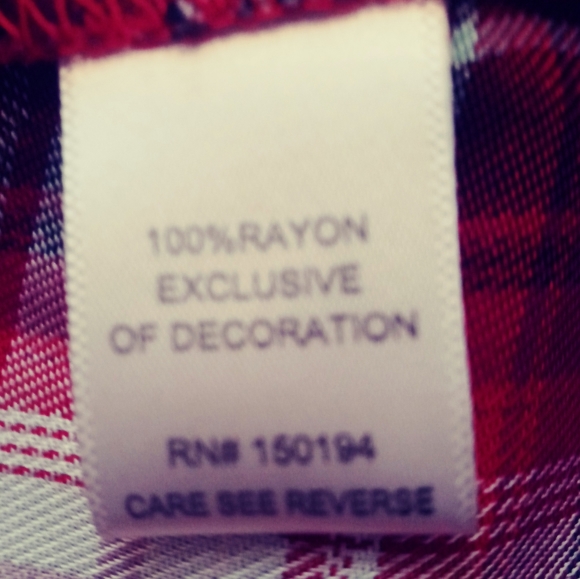 100%RAYON
EXCLUSIVE
OF DECORATION
RN# 150194
CARE SEE REVERSE